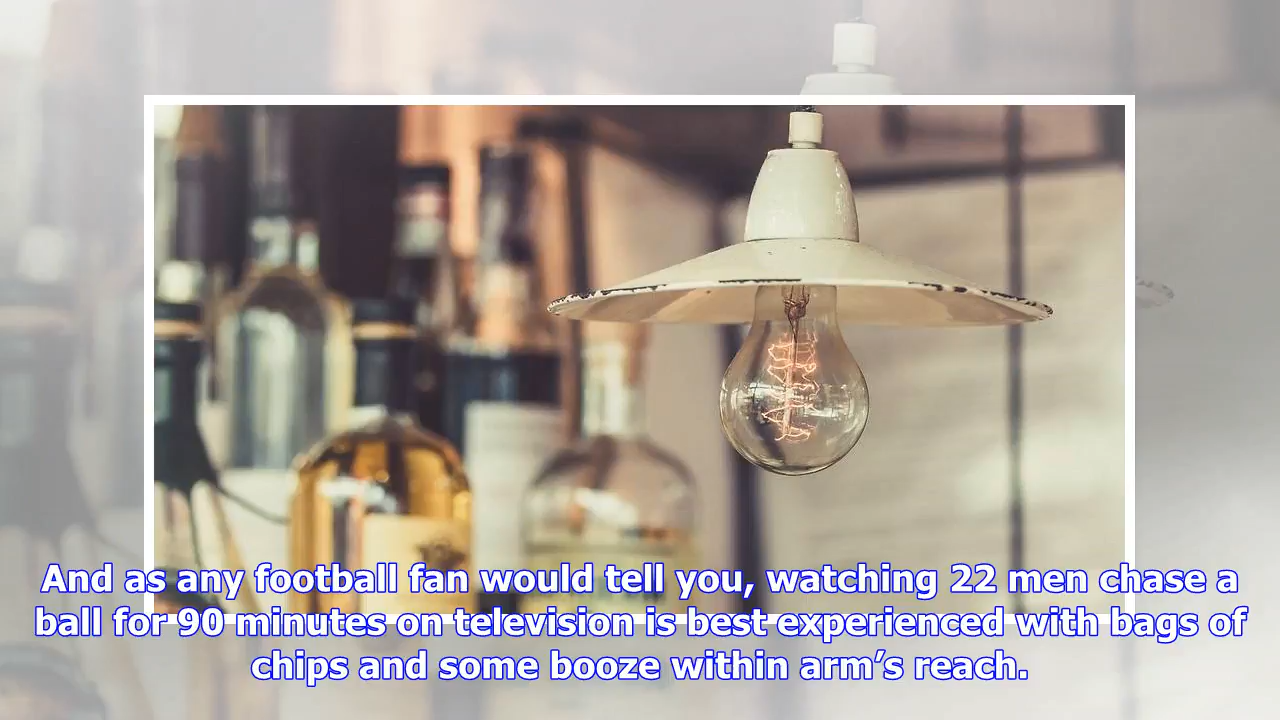 And as any football fan would tell you, watching 22 men chase a
ball for 90 minutes on television is best experienced with bags of
chips and some booze within arm’s reach.